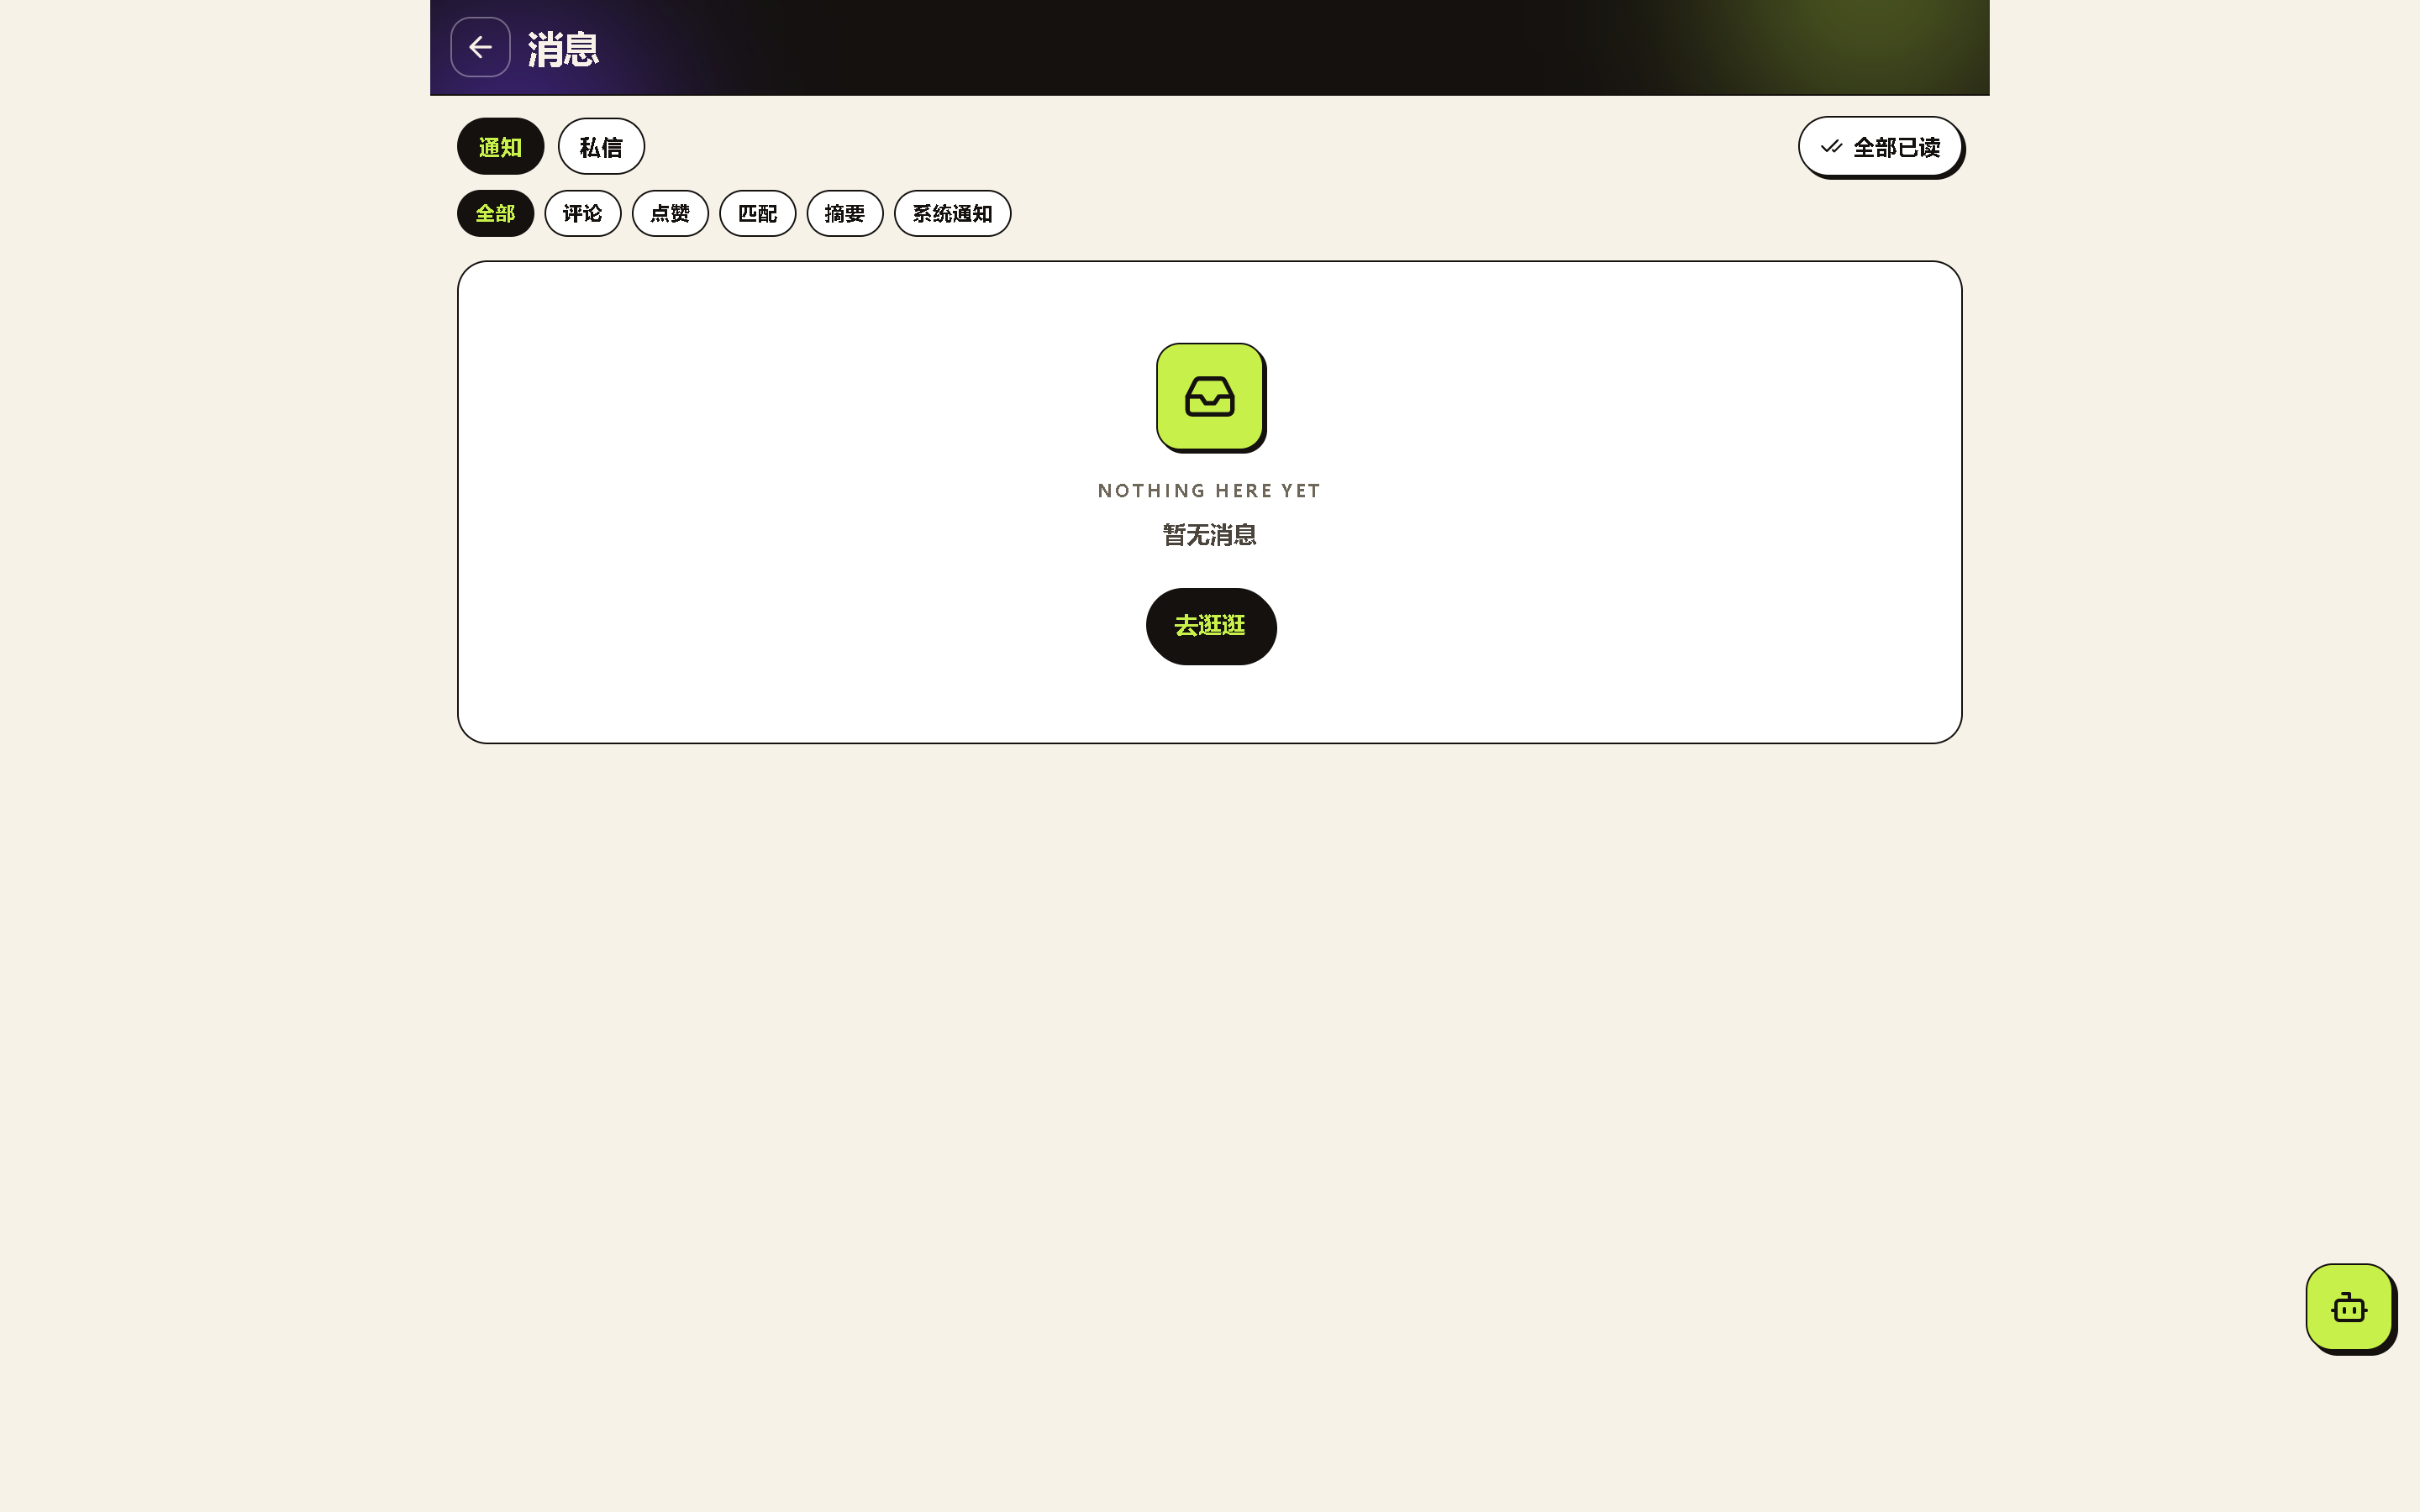 消息
通知 私信 全部已读
全部 评论 点赞 匹配 摘要 系统通知
NOTHING HERE YET
暂无消息
去逛逛